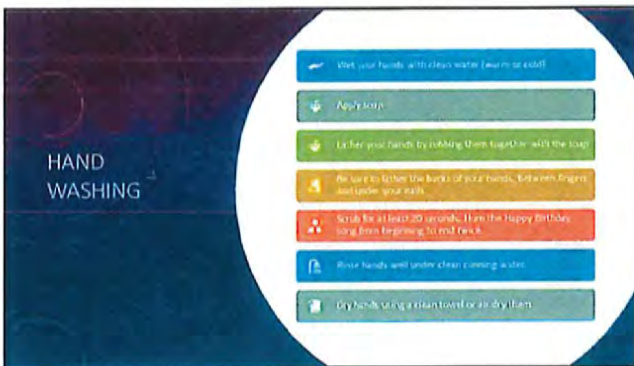 HAND
WASHING
Wet your hands with clean water (warm or cold)
Apply soap
Lather your hands by rubbing them together with the soap
Be sure to lather the backs of your hands, between fingers
and under your nails
Scrub for at least 20 seconds. Hum the Happy Birthday
song from beginning to end twice.
Rinse hands well under clean running water
Dry hands using a clean towel or air dry them